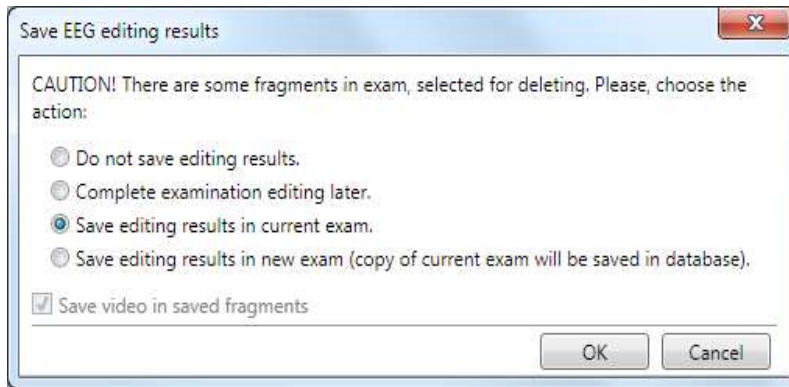 Save EEG editing results
CAUTION! There are some fragments in exam, selected for deleting. Please, choose the
action:
Do not save editing results.
Complete examination editing later.
Save editing results in current exam.
Save editing results in new exam (copy of current exam will be saved in database).
Save video in saved fragments
OK Cancel